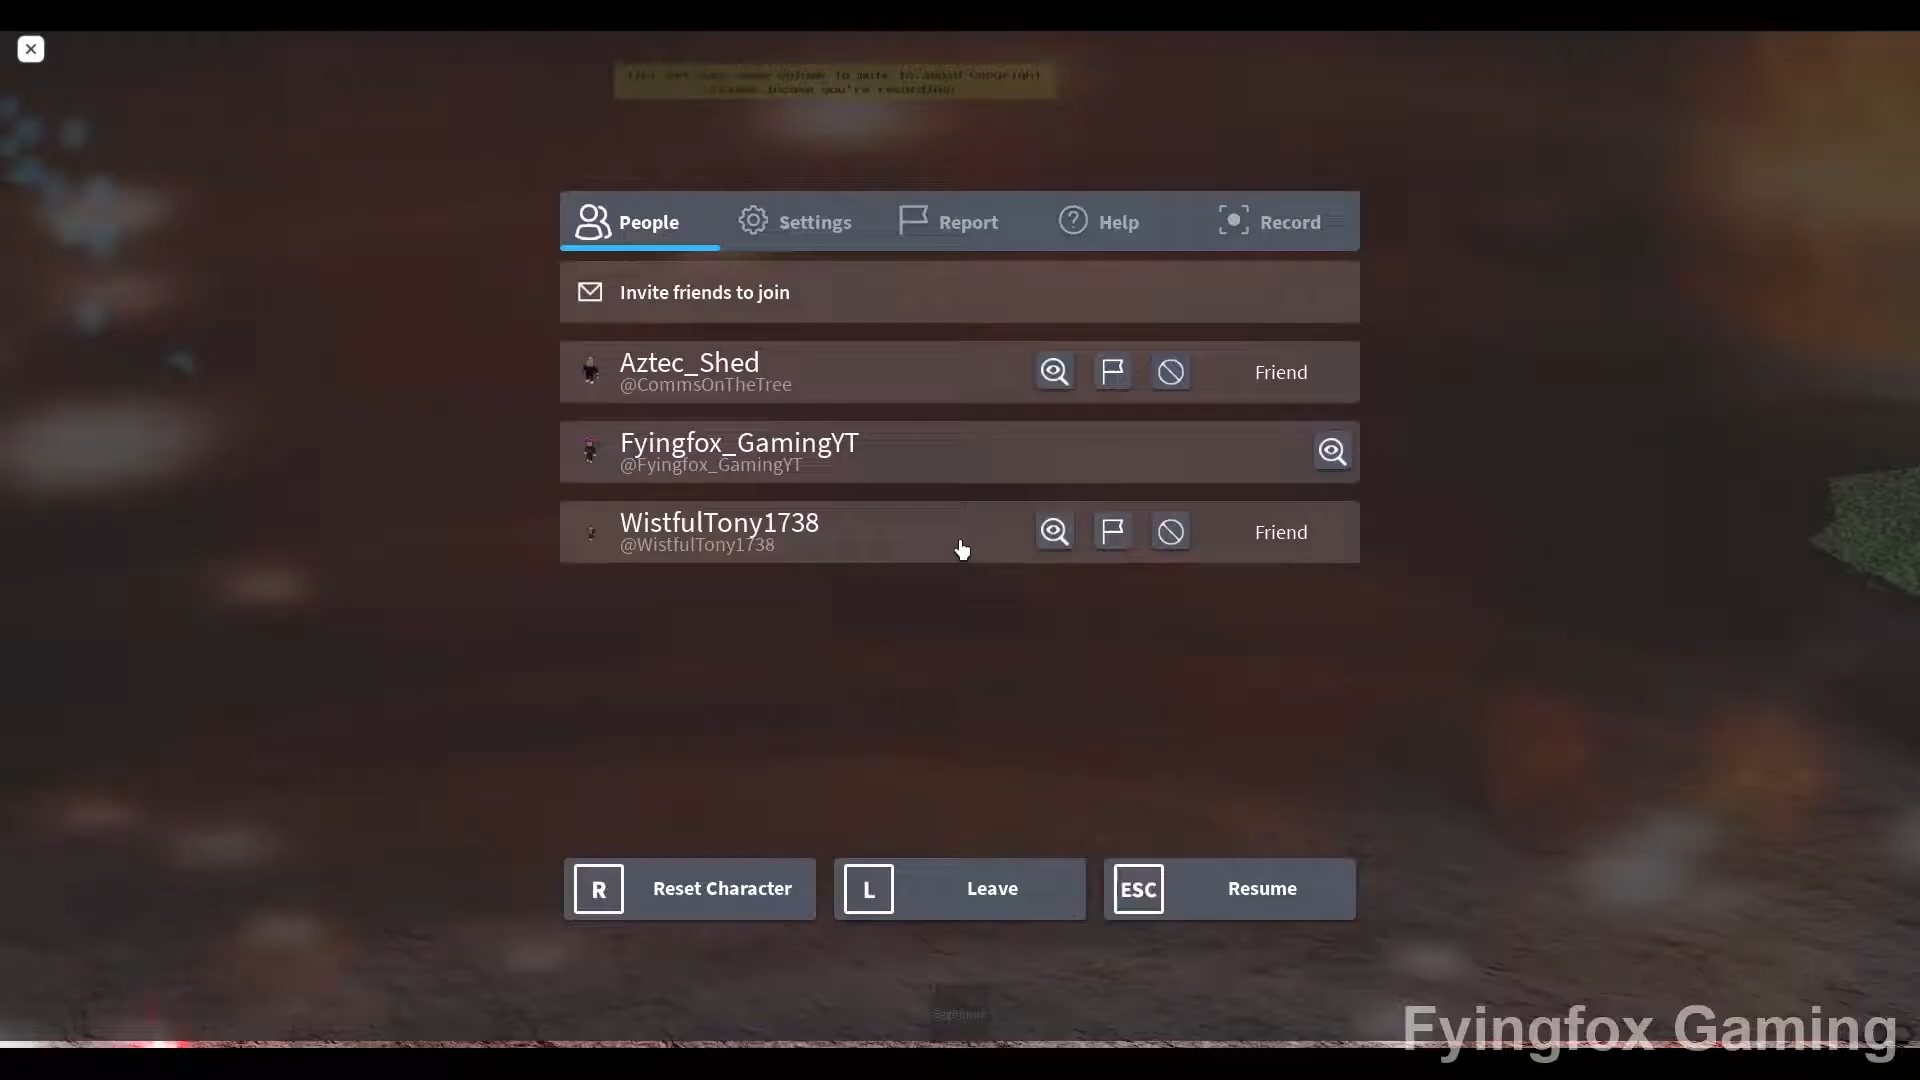 People
Settings
Report
Help
Record
Invite friends to join
Aztec_Shed
@CommsOnTheTree
Friend
Fyingfox_GamingYT
@Fyingfox_GamingYT
WistfulTony1738
@WistfulTony1738
Friend
R
Reset Character
L
Leave
ESC
Resume
Fyingfox Gaming